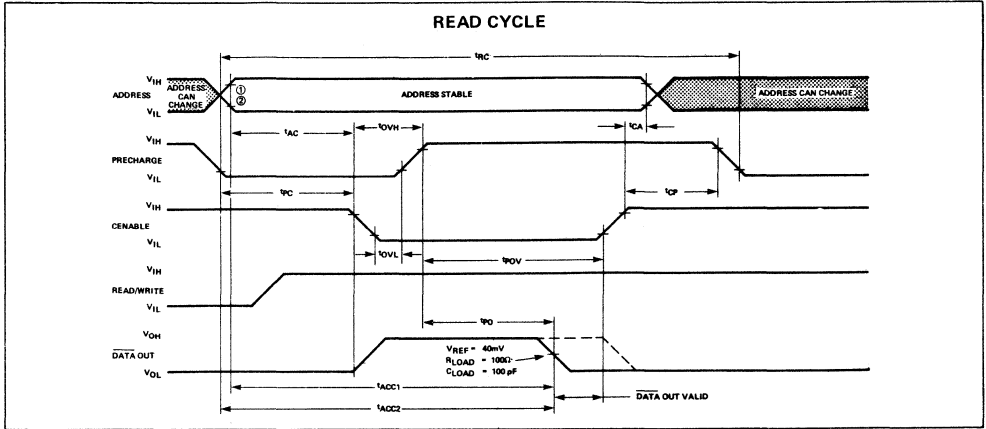 READ CYCLE
tRC
VIH
ADDRESS
VIL
ADDRESS
CAN
CHANGE
①
②
ADDRESS STABLE
ADDRESS CAN CHANGE
tAC
tOVH
tCA
VIH
PRECHARGE
VIL
tPC
tCP
VIH
CENABLE
VIL
tOVL
tPOV
VIH
READ/WRITE
VIL
tPO
VOH
DATA OUT
VOL
VREF = 40mV
RLOAD = 100Ω
CLOAD = 100 pF
tACC1
DATA OUT VALID
tACC2